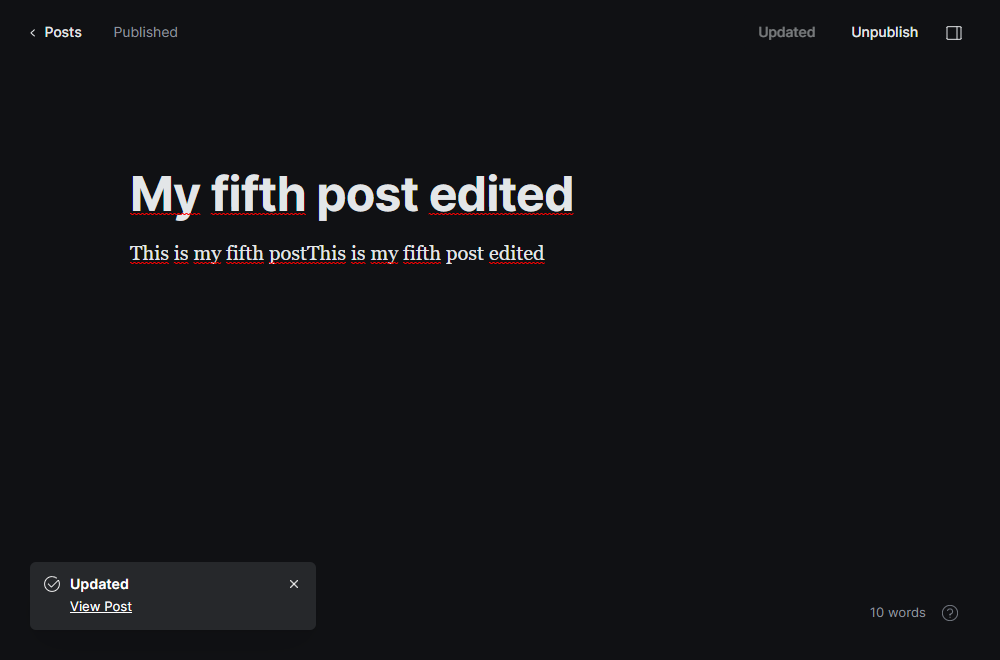 Posts Published Updated Unpublish
My fifth post edited
This is my fifth postThis is my fifth post edited
Updated
View Post
10 words